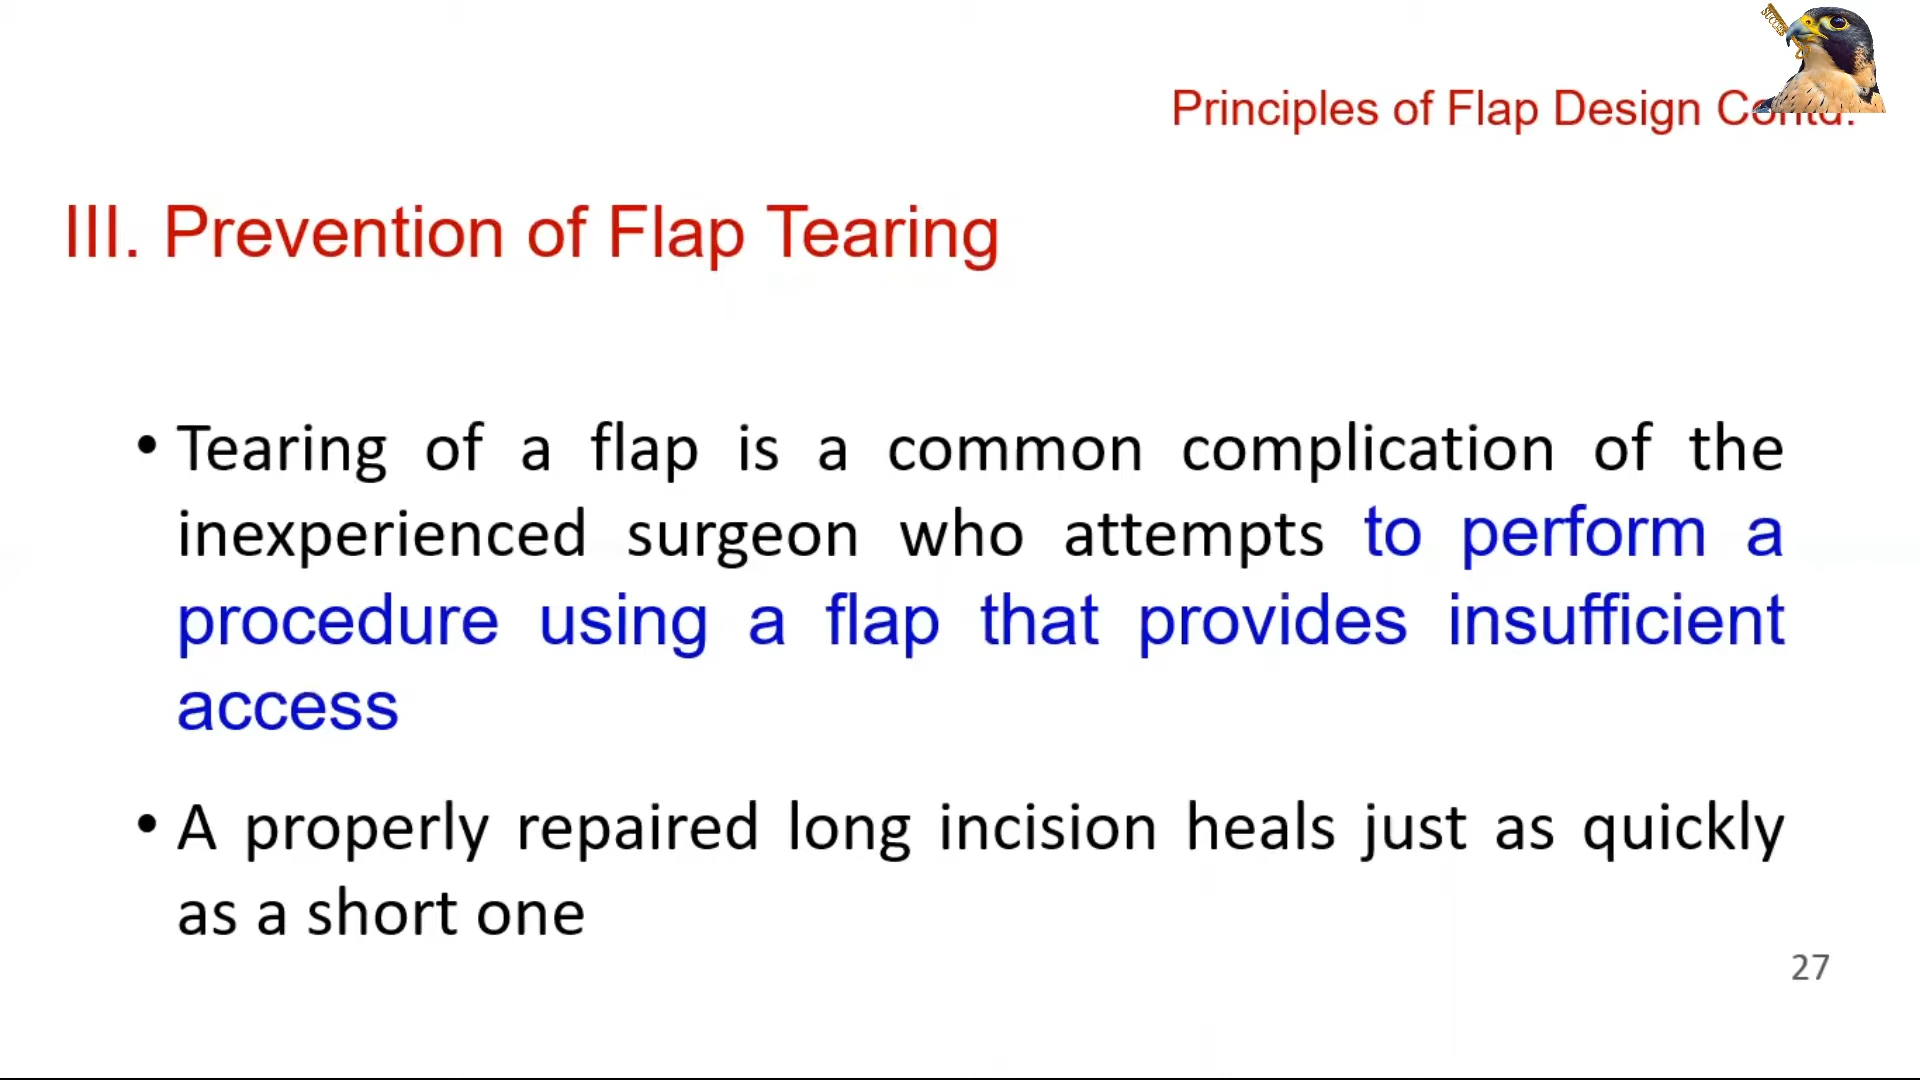 SUCCESS
Principles of Flap Design Contd.
III. Prevention of Flap Tearing
• Tearing of a flap is a common complication of the
inexperienced surgeon who attempts to perform a
procedure using a flap that provides insufficient
access
• A properly repaired long incision heals just as quickly
as a short one
27